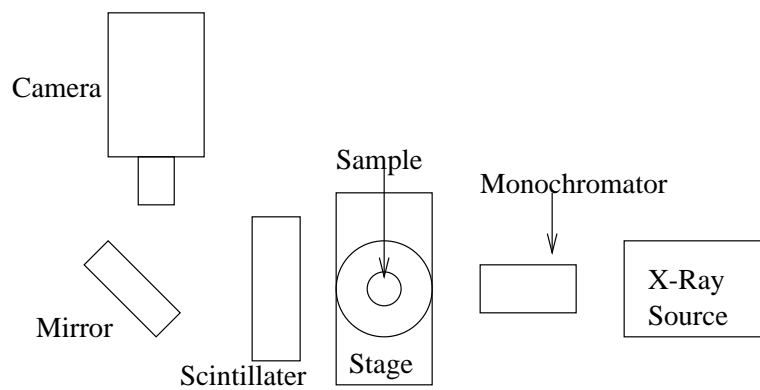 Camera
Sample
Monochromator
X-Ray
Source
Mirror
Stage
Scintillater